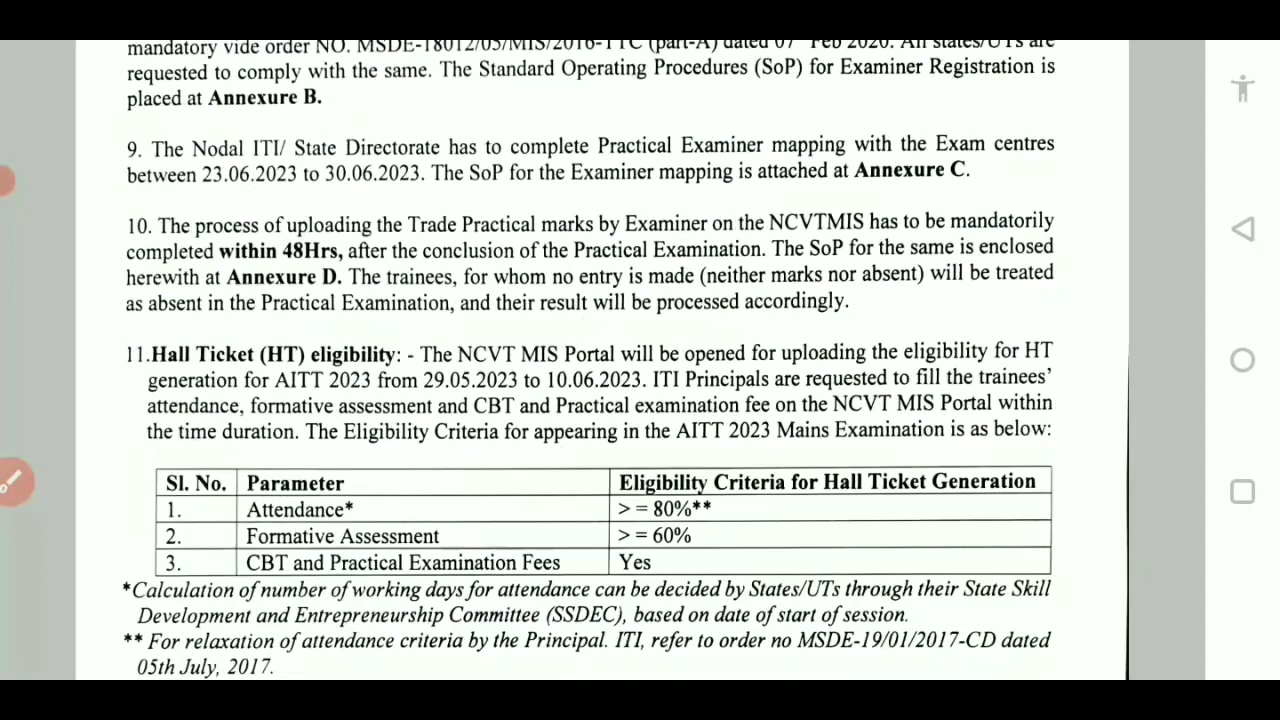 mandatory vide order NO. MSDE-18012/05/MIS/2016-TTC (part-A) dated 07 Feb 2020. All states/UTs are
requested to comply with the same. The Standard Operating Procedures (SoP) for Examiner Registration is
placed at Annexure B.
9. The Nodal ITI/ State Directorate has to complete Practical Examiner mapping with the Exam centres
between 23.06.2023 to 30.06.2023. The SoP for the Examiner mapping is attached at Annexure C.
10. The process of uploading the Trade Practical marks by Examiner on the NCVTMIS has to be mandatorily
completed within 48Hrs, after the conclusion of the Practical Examination. The SoP for the same is enclosed
herewith at Annexure D. The trainees, for whom no entry is made (neither marks nor absent) will be treated
as absent in the Practical Examination, and their result will be processed accordingly.
11.Hall Ticket (HT) eligibility: - The NCVT MIS Portal will be opened for uploading the eligibility for HT
generation for AITT 2023 from 29.05.2023 to 10.06.2023. ITI Principals are requested to fill the trainees’
attendance, formative assessment and CBT and Practical examination fee on the NCVT MIS Portal within
the time duration. The Eligibility Criteria for appearing in the AITT 2023 Mains Examination is as below:
Sl. No. Parameter Eligibility Criteria for Hall Ticket Generation
1. Attendance* > = 80%**
2. Formative Assessment > = 60%
3. CBT and Practical Examination Fees Yes
*Calculation of number of working days for attendance can be decided by States/UTs through their State Skill
Development and Entrepreneurship Committee (SSDEC), based on date of start of session.
** For relaxation of attendance criteria by the Principal. ITI, refer to order no MSDE-19/01/2017-CD dated
05th July, 2017.